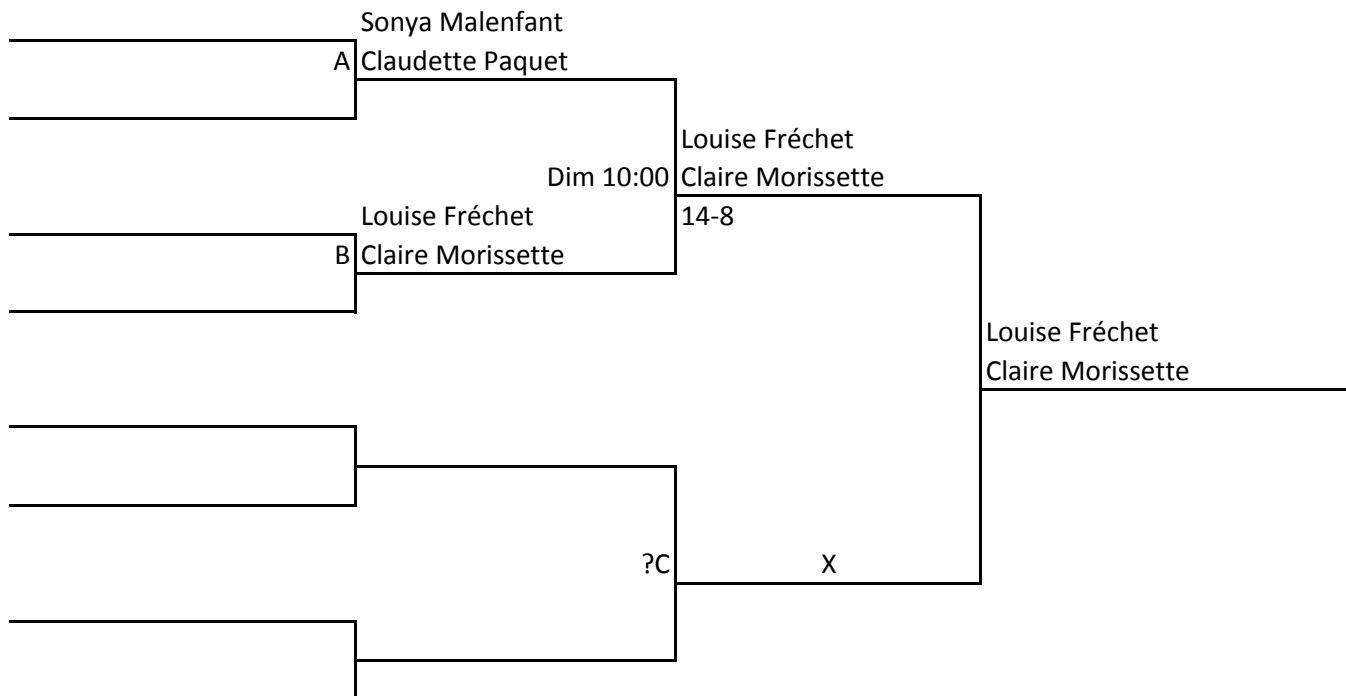 Sonya Malenfant
A Claudette Paquet
Louise Fréchet
Dim 10:00 Claire Morissette
Louise Fréchet
14-8
B Claire Morissette
Louise Fréchet
Claire Morissette
?C
X